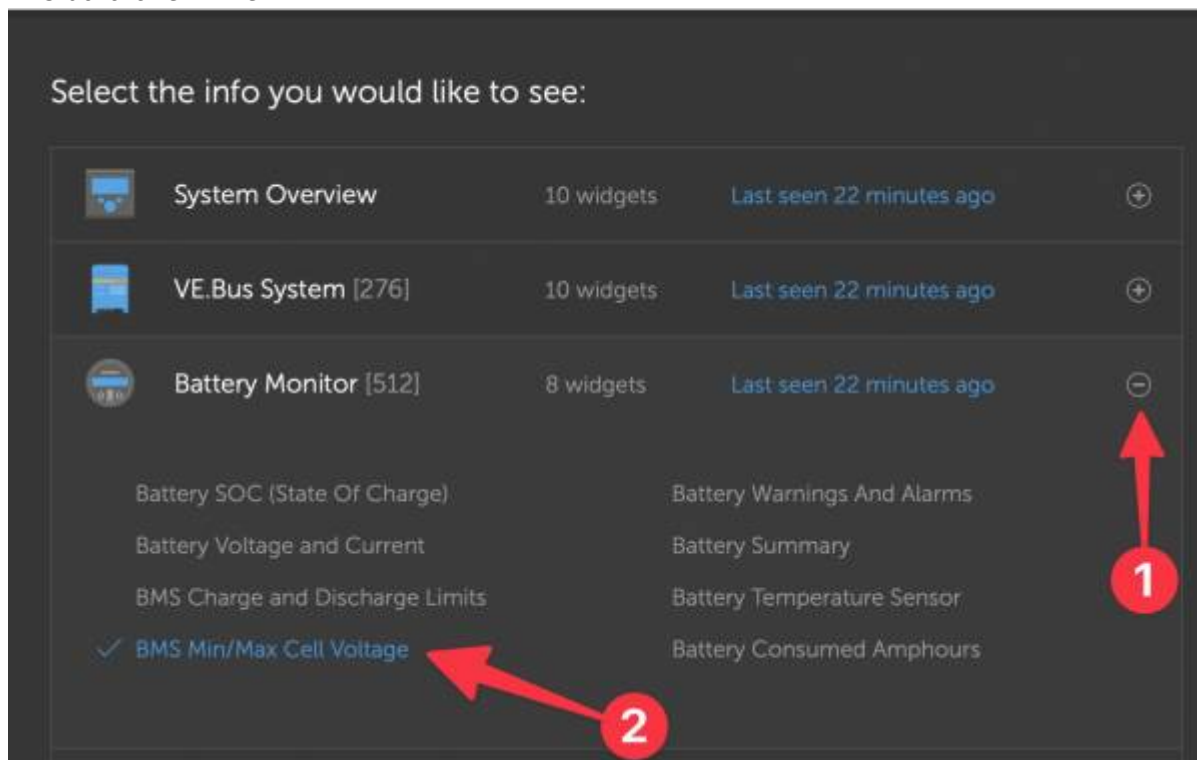 Select the info you would like to see:
System Overview 10 widgets Last seen 22 minutes ago
VE.Bus System [276] 10 widgets Last seen 22 minutes ago
Battery Monitor [512] 8 widgets Last seen 22 minutes ago
Battery SOC (State Of Charge) Battery Warnings And Alarms
Battery Voltage and Current Battery Summary
BMS Charge and Discharge Limits Battery Temperature Sensor
1
BMS Min/Max Cell Voltage Battery Consumed Amphours
2